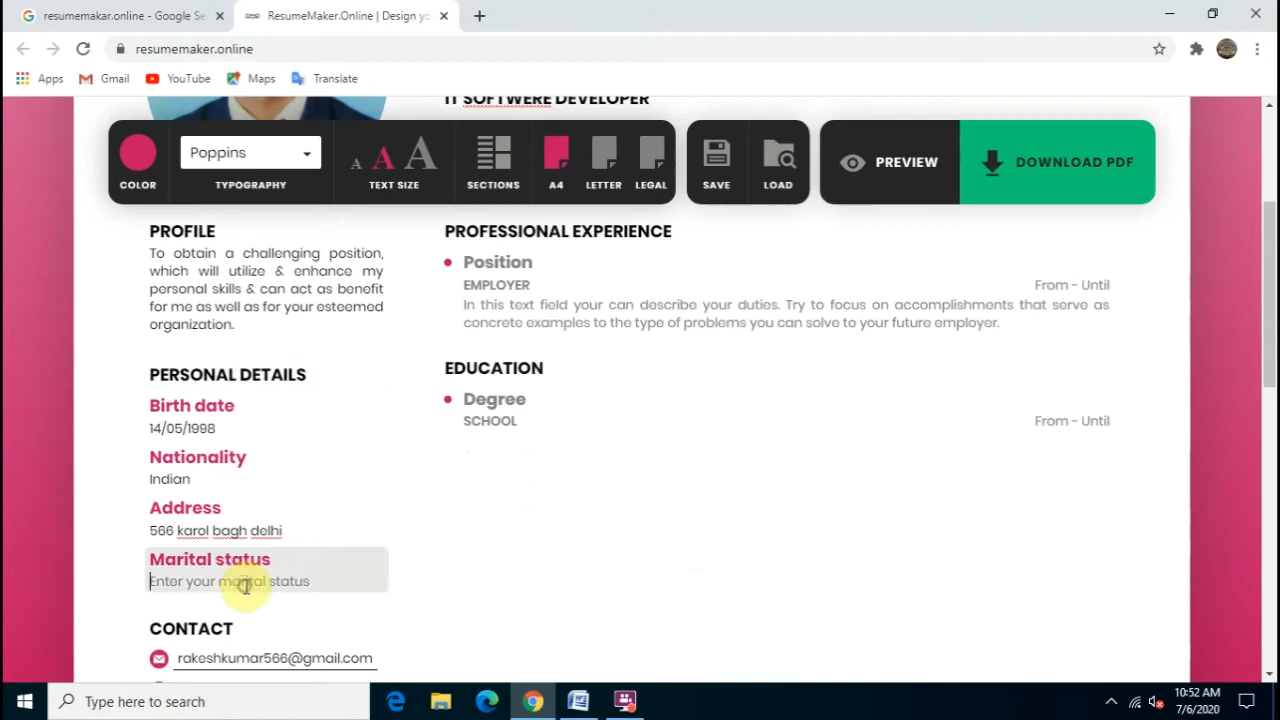 resumemakar.online - Google Se
ResumeMaker.Online | Design yo
resumemaker.online
Apps
Gmail
YouTube
Maps
Translate
IT SOFTWERE DEVELOPER
COLOR
Poppins
TYPOGRAPHY
A A A
TEXT SIZE
SECTIONS
A4
LETTER
LEGAL
SAVE
LOAD
PREVIEW
DOWNLOAD PDF
PROFILE
To obtain a challenging position,
which will utilize & enhance my
personal skills & can act as benefit
for me as well as for your esteemed
organization.
PERSONAL DETAILS
Birth date
14/05/1998
Nationality
Indian
Address
566 karol bagh delhi
Marital status
Enter your marital status
CONTACT
rakeshkumar566@gmail.com
PROFESSIONAL EXPERIENCE
Position
EMPLOYER
From - Until
In this text field your can describe your duties. Try to focus on accomplishments that serve as
concrete examples to the type of problems you can solve to your future employer.
EDUCATION
Degree
SCHOOL
From - Until
Type here to search
10:52 AM
7/6/2020